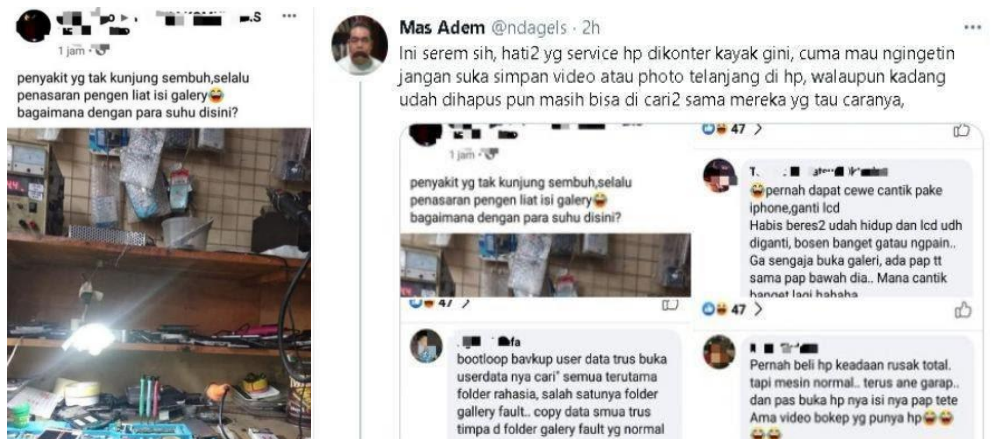 1 jam
penyakit yg tak kunjung sembuh,selalu
penasaran pengen liat isi galery😂
bagaimana dengan para suhu disini?
Mas Adem @ndagels · 2h
Ini serem sih, hati2 yg service hp dikonter kayak gini, cuma mau ngingetin
jangan suka simpan video atau photo telanjang di hp, walaupun kadang
udah dihapus pun masih bisa di cari2 sama mereka yg tau caranya,
1 jam
penyakit yg tak kunjung sembuh,selalu
penasaran pengen liat isi galery😂
bagaimana dengan para suhu disini?
47
fa
bootloop bavkup user data trus buka
userdata nya cari" semua terutama
folder rahasia, salah satunya folder
gallery fault.. copy data smua trus
timpa d folder galery fault yg normal
47
😂pernah dapat cewe cantik pake
iphone,ganti lcd
Habis beres2 udah hidup dan lcd udh
diganti, bosen banget gatau ngpain..
Ga sengaja buka galeri, ada pap tt
sama pap bawah dia.. Mana cantik
banget lagi hahaha
47
Pernah beli hp keadaan rusak total.
tapi mesin normal.. terus ane garap..
dan pas buka hp nya isi nya pap tete
Ama video bokep yg punya hp😂😂
😂😂